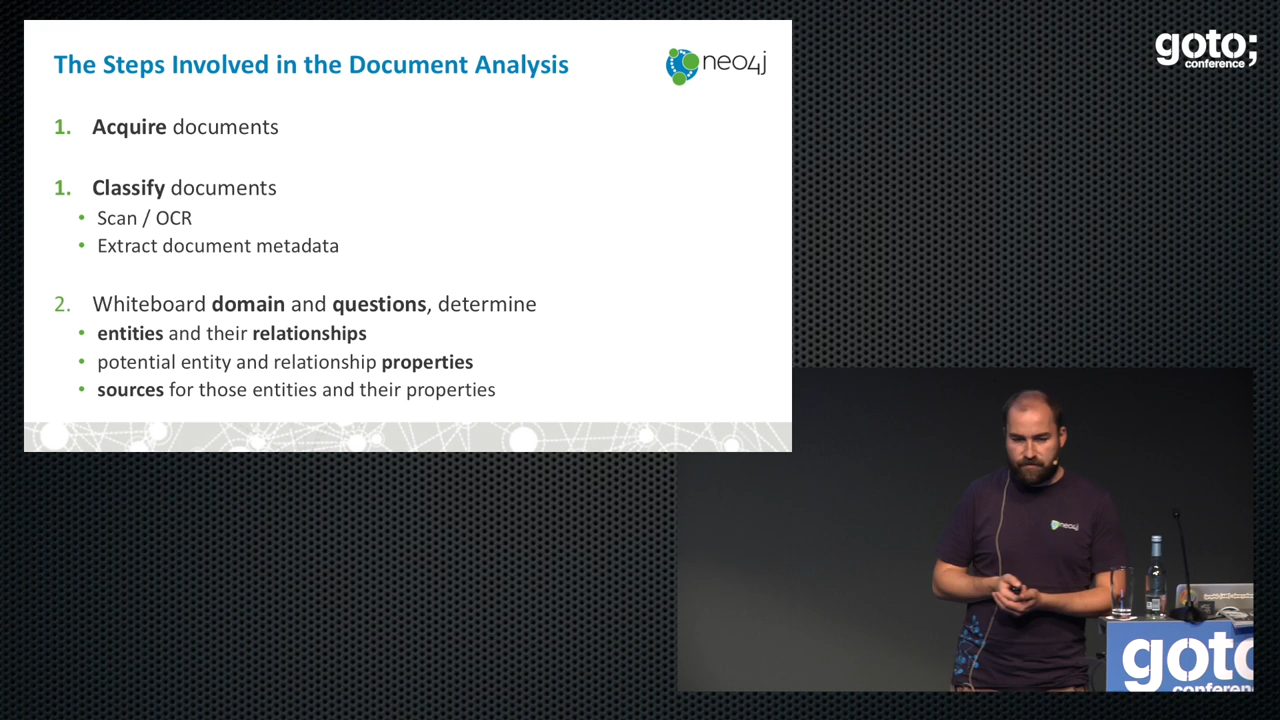 The Steps Involved in the Document Analysis
neo4j
goto;
conference
1. Acquire documents
1. Classify documents
• Scan / OCR
• Extract document metadata
2. Whiteboard domain and questions, determine
• entities and their relationships
• potential entity and relationship properties
• sources for those entities and their properties
neo4j
goto
conferen